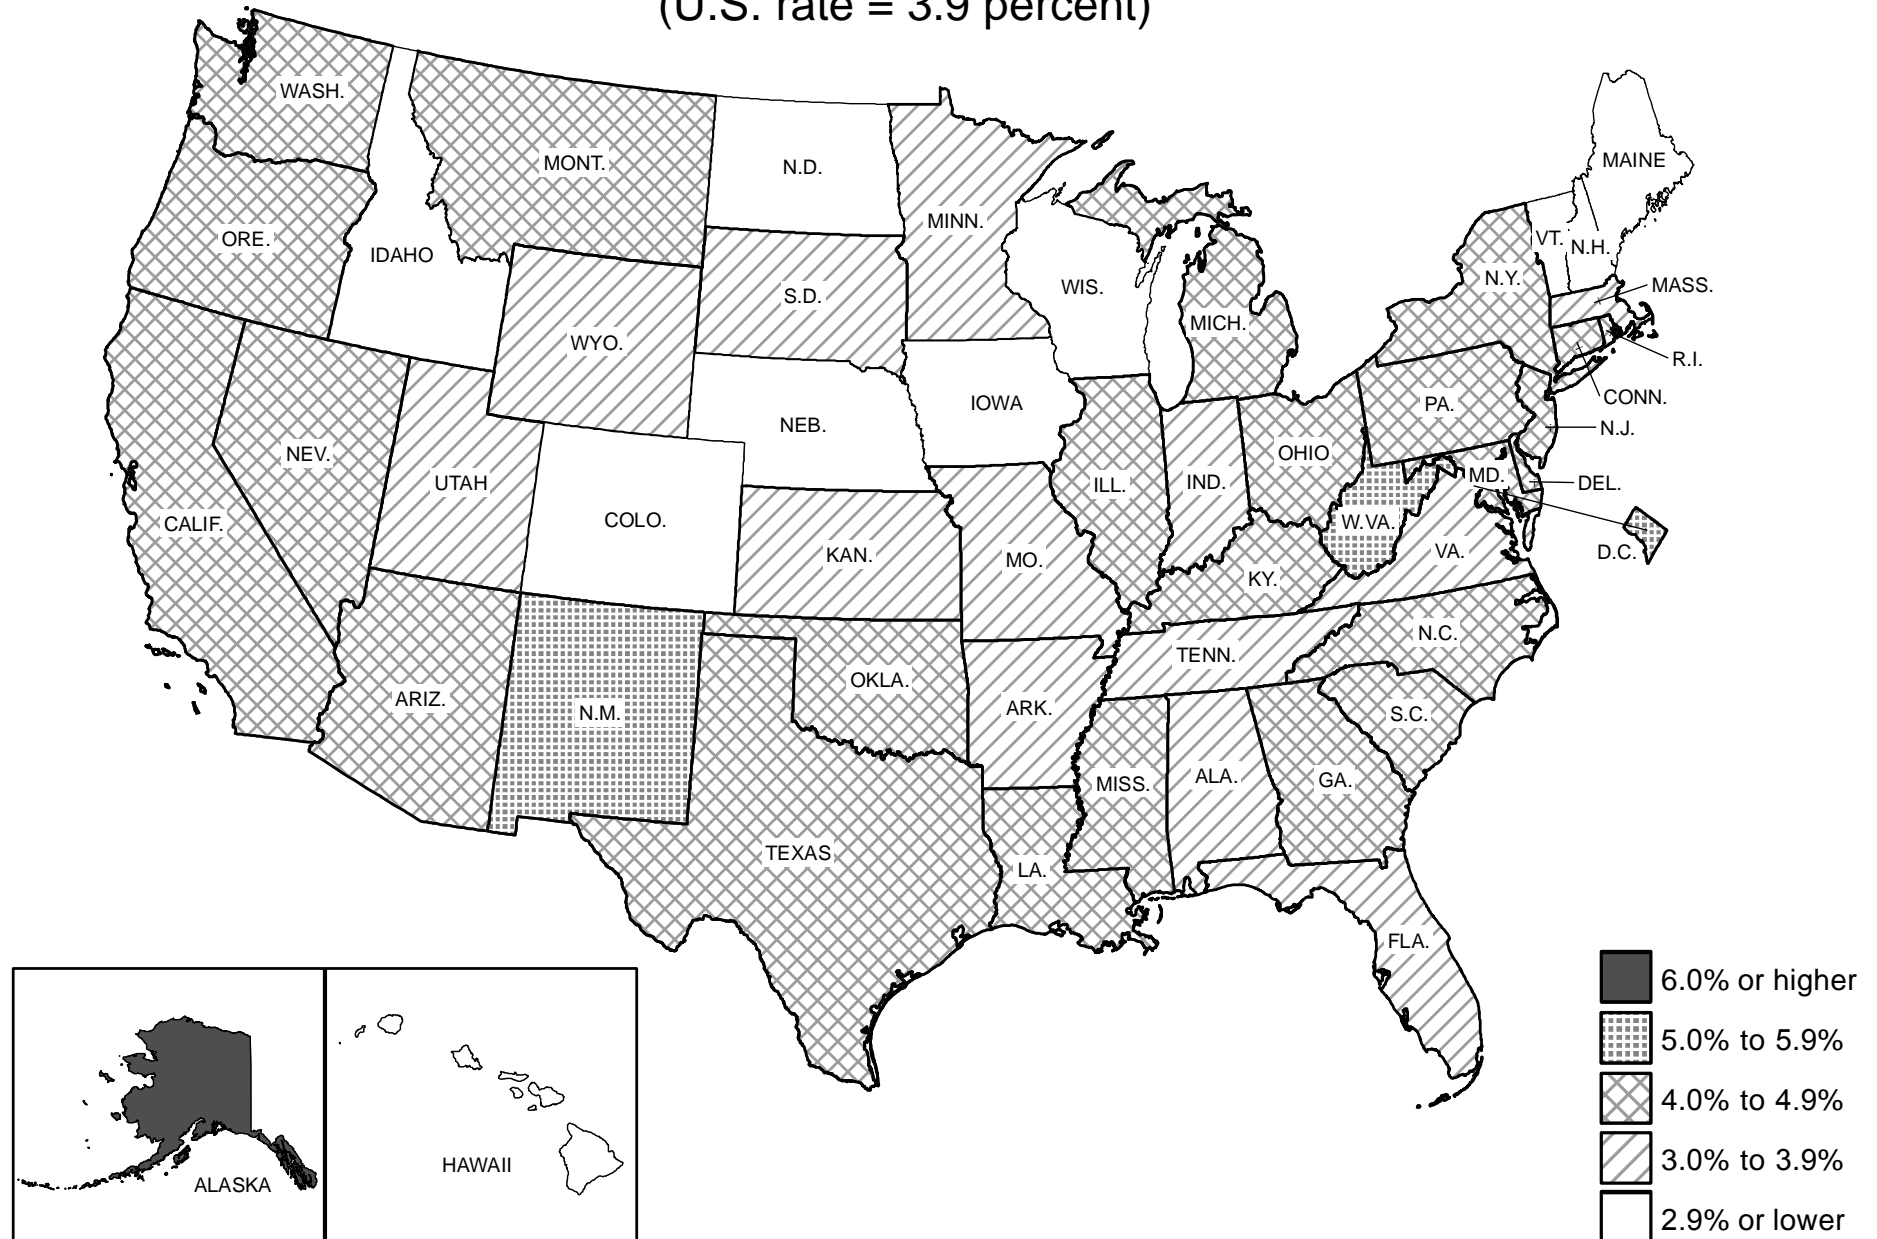 (U.S. rate = 3.9 percent)
WASH.
MONT.
N.D.
MINN.
MAINE
ORE.
IDAHO
VT.
N.H.
WIS.
S.D.
N.Y.
MASS.
WYO.
MICH.
R.I.
IOWA
NEB.
PA.
CONN.
N.J.
NEV.
UTAH
OHIO
ILL.
IND.
MD.
DEL.
CALIF.
COLO.
W.VA.
KAN.
MO.
VA.
D.C.
KY.
N.C.
TENN.
OKLA.
ARIZ.
N.M.
ARK.
S.C.
MISS.
ALA.
GA.
TEXAS
LA.
FLA.
ALASKA
HAWAII
6.0% or higher
5.0% to 5.9%
4.0% to 4.9%
3.0% to 3.9%
2.9% or lower